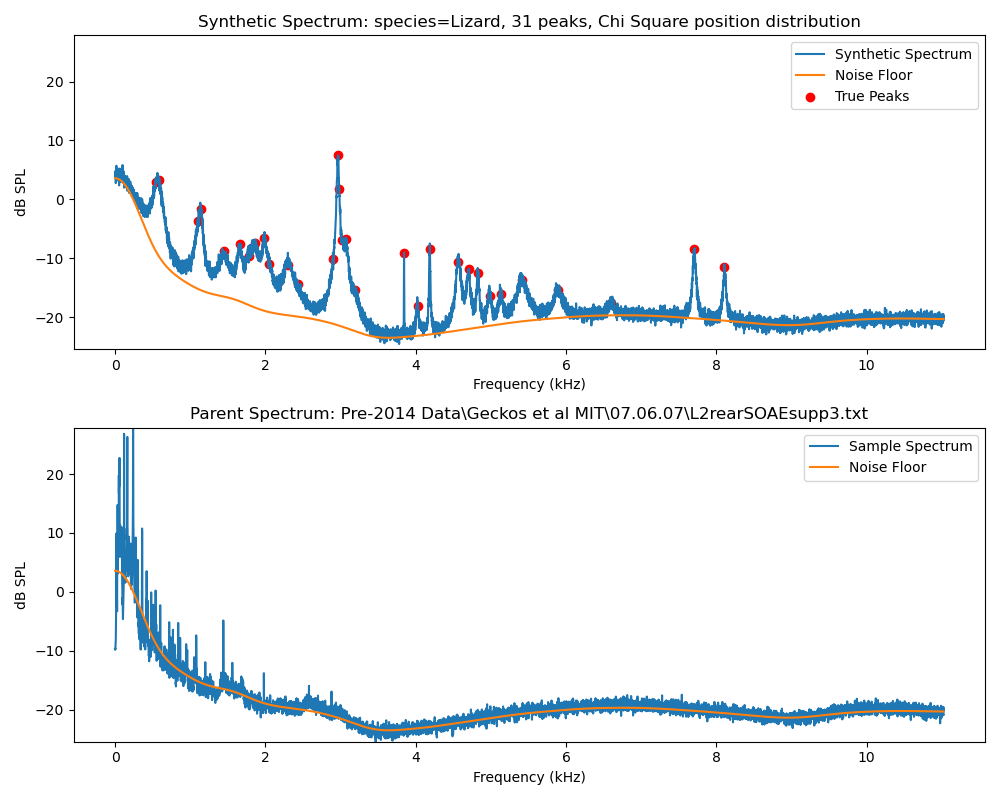 Synthetic Spectrum: species=Lizard, 31 peaks, Chi Square position distribution
dB SPL
20
10
0
−10
−20
Synthetic Spectrum
Noise Floor
True Peaks
0 2 4 6 8 10
Frequency (kHz)
Parent Spectrum: Pre-2014 Data\Geckos et al MIT\07.06.07\L2rearSOAEsupp3.txt
dB SPL
20
10
0
−10
−20
Sample Spectrum
Noise Floor
0 2 4 6 8 10
Frequency (kHz)